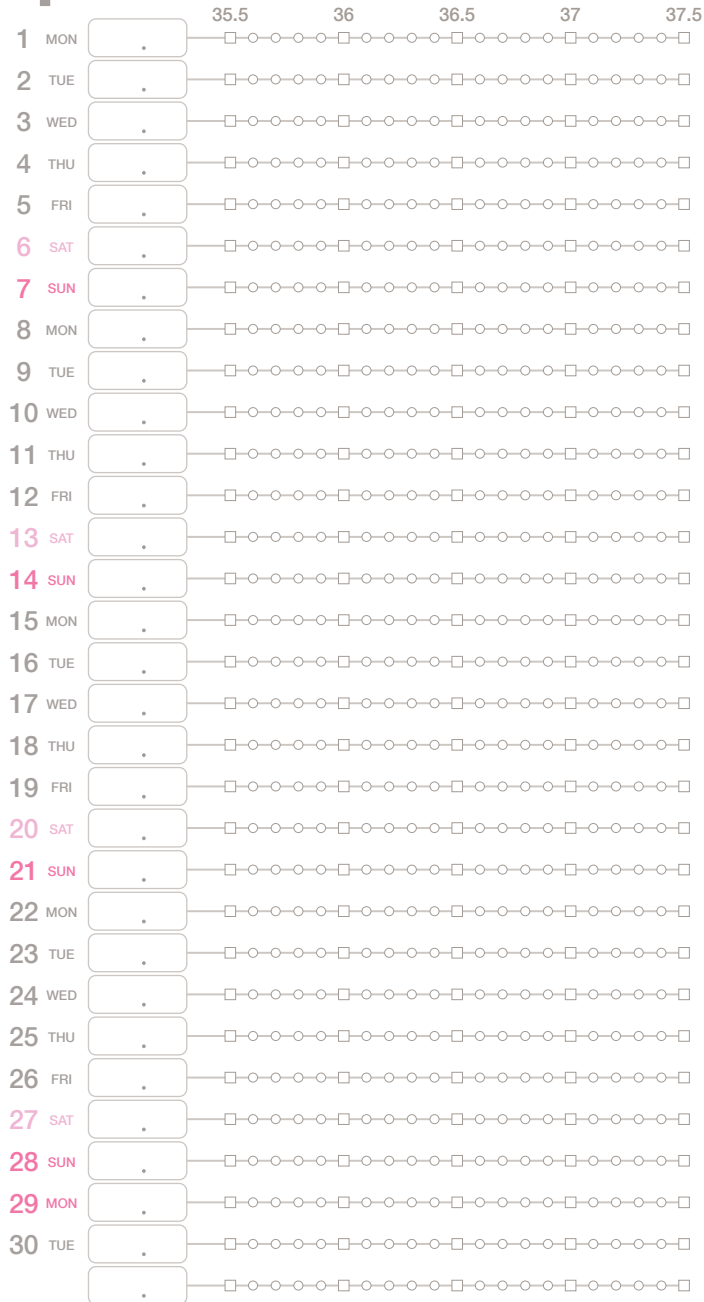 35.5 36 36.5 37 37.5
1 MON .
2 TUE .
3 WED .
4 THU .
5 FRI .
6 SAT .
7 SUN .
8 MON .
9 TUE .
10 WED .
11 THU .
12 FRI .
13 SAT .
14 SUN .
15 MON .
16 TUE .
17 WED .
18 THU .
19 FRI .
20 SAT .
21 SUN .
22 MON .
23 TUE .
24 WED .
25 THU .
26 FRI .
27 SAT .
28 SUN .
29 MON .
30 TUE .
.